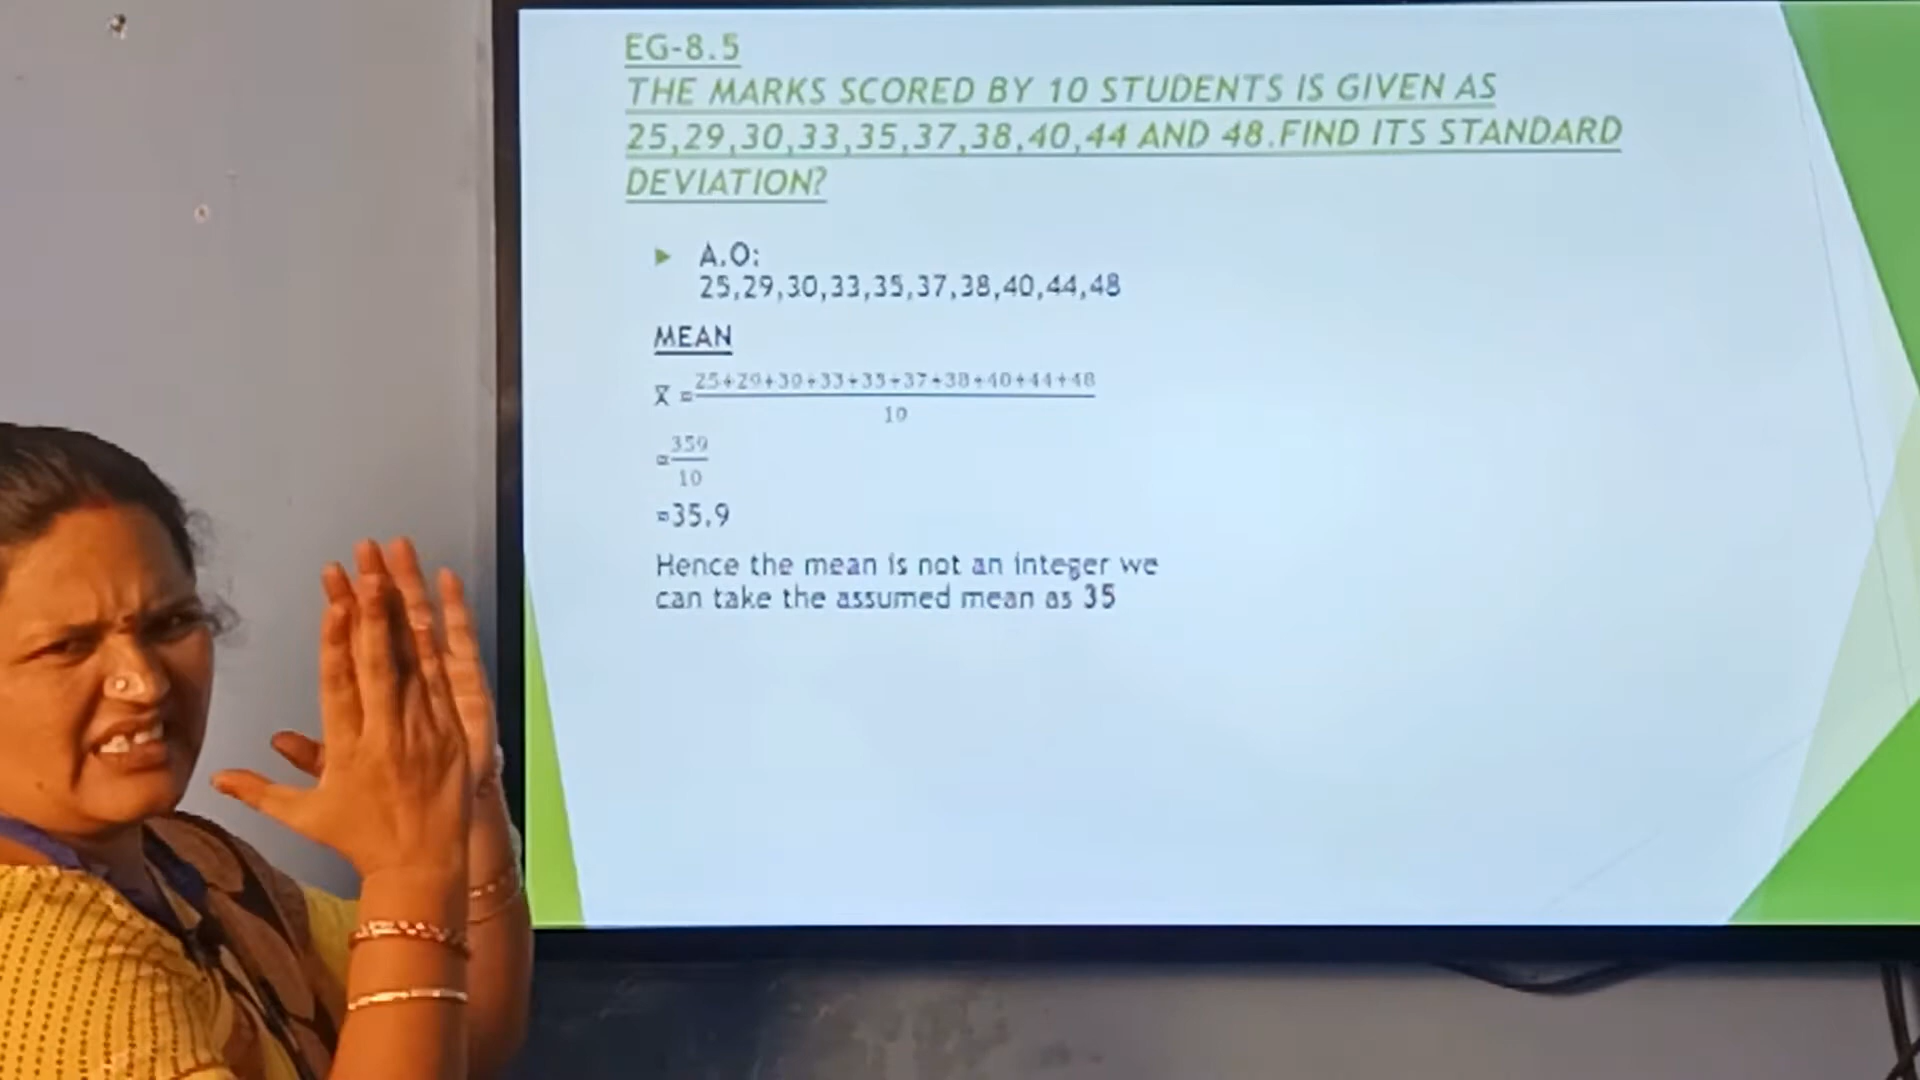 EG-8.5
THE MARKS SCORED BY 10 STUDENTS IS GIVEN AS
25,29,30,33,35,37,38,40,44 AND 48.FIND ITS STANDARD
DEVIATION?
A.O:
25,29,30,33,35,37,38,40,44,48
MEAN
x̄ = 25+29+30+33+35+37+38+40+44+48
10
= 359
10
=35.9
Hence the mean is not an integer we
can take the assumed mean as 35